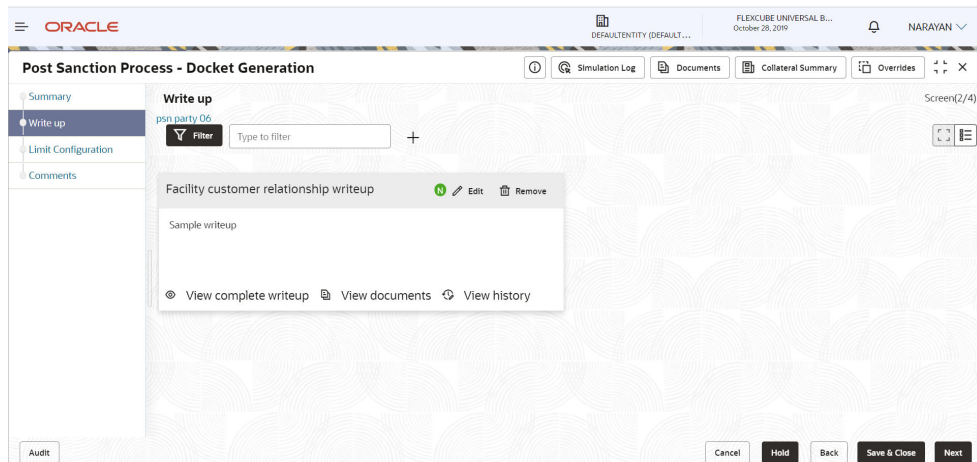 ORACLE
DEFAULTENTITY (DEFAULT...
FLEXCUBE UNIVERSAL B...
October 28, 2019
NARAYAN
Post Sanction Process - Docket Generation
Simulation Log
Documents
Collateral Summary
Overrides
Summary
Write up
Limit Configuration
Comments
Write up
Screen(2/4)
psn party 06
Filter
Type to filter
Facility customer relationship writeup
N
Edit
Remove
Sample writeup
View complete writeup
View documents
View history
Audit
Cancel
Hold
Back
Save & Close
Next